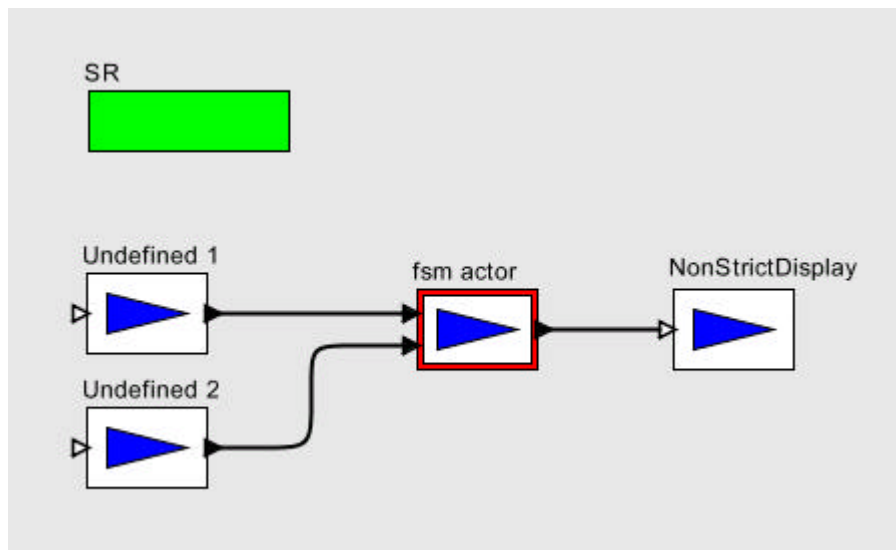 SR
Undefined 1
fsm actor
NonStrictDisplay
Undefined 2